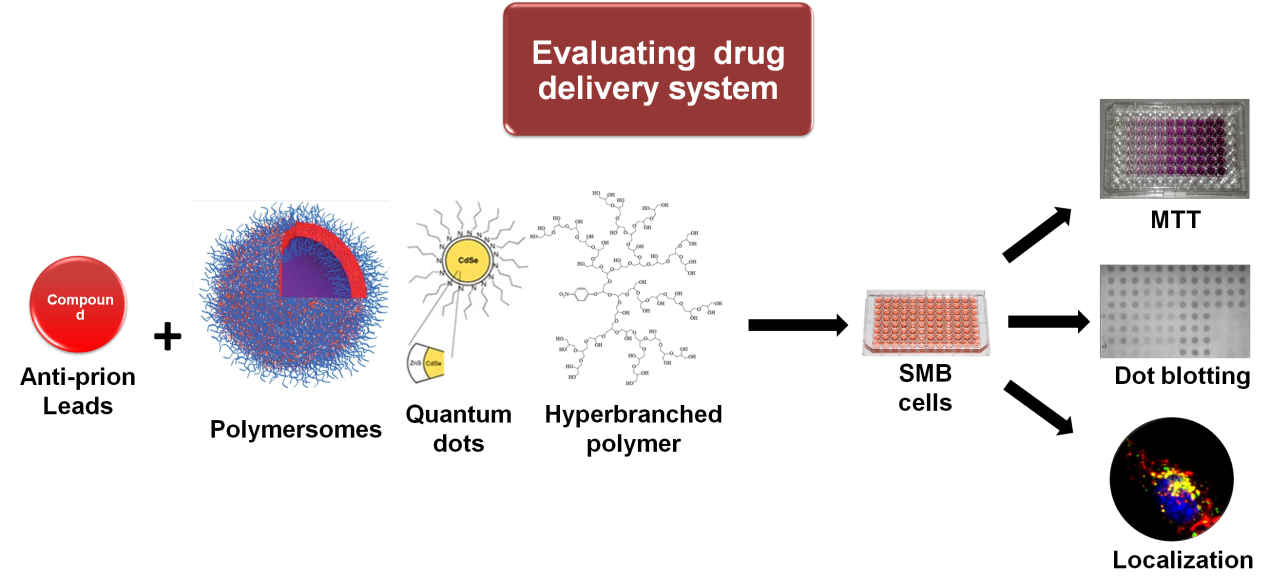 Evaluating drug
delivery system
Compoun
d
+
Anti-prion
Leads
Polymersomes
N N N N N N N N N N N N N N N N
CdSe
ZnS
CdSe
Quantum
dots
Hyperbranched
polymer
SMB
cells
MTT
Dot blotting
Localization